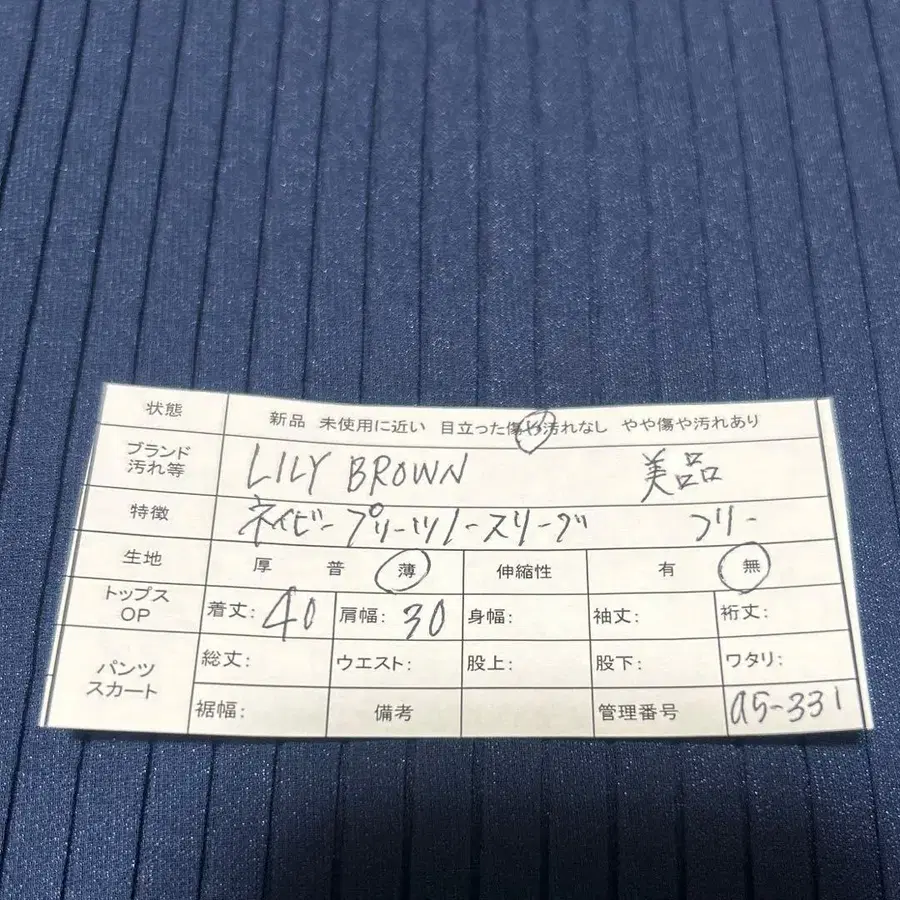 状態 新品 未使用に近い 目立った傷や汚れなし やや傷や汚れあり
ブランド 汚れ等 LILY BROWN 美品
特徴 ネイビー プリーツノースリーブ フリー
生地 厚 普 薄 伸縮性 有 無
トップス OP 着丈: 40 肩幅: 30 身幅: 袖丈: 裄丈:
パンツ スカート 総丈: ウエスト: 股上: 股下: ワタリ:
裾幅: 備考 管理番号 a5-331